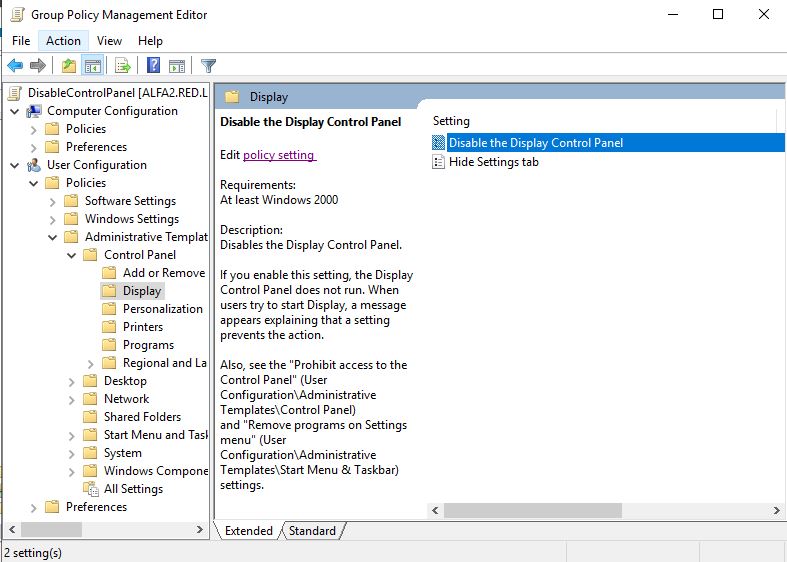 Group Policy Management Editor
File Action View Help
DisableControlPanel [ALFA2.RED.L
Computer Configuration
Policies
Preferences
User Configuration
Policies
Software Settings
Windows Settings
Administrative Templat
Control Panel
Add or Remove
Display
Personalization
Printers
Programs
Regional and La
Desktop
Network
Shared Folders
Start Menu and Task
System
Windows Compone
All Settings
Preferences
Display
Disable the Display Control Panel
Edit policy setting
Requirements:
At least Windows 2000
Description:
Disables the Display Control Panel.
If you enable this setting, the Display
Control Panel does not run. When
users try to start Display, a message
appears explaining that a setting
prevents the action.
Also, see the "Prohibit access to the
Control Panel" (User
Configuration\Administrative
Templates\Control Panel)
and "Remove programs on Settings
menu" (User
Configuration\Administrative
Templates\Start Menu & Taskbar)
settings.
Setting
Disable the Display Control Panel
Hide Settings tab
Extended Standard
2 setting(s)